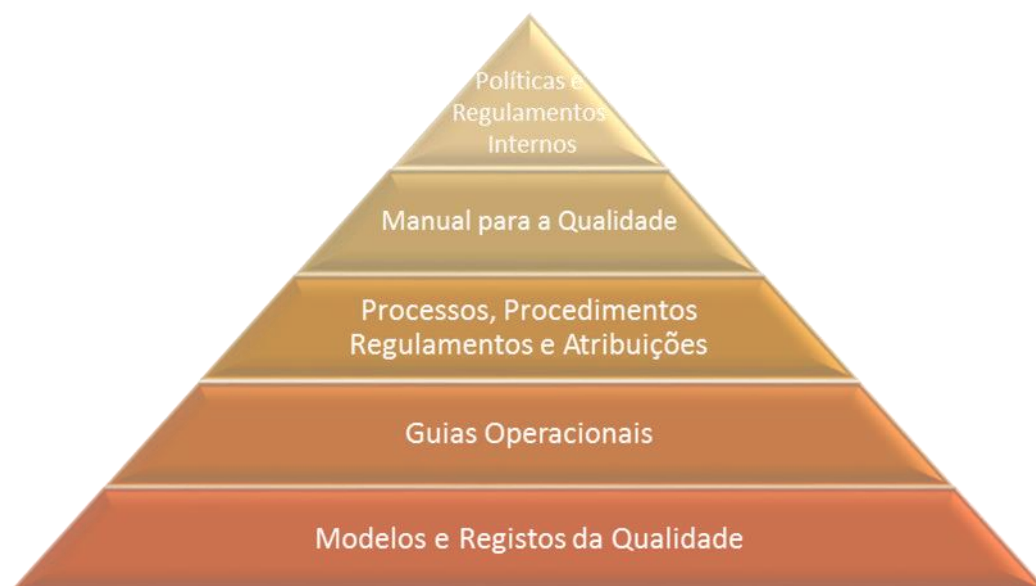 Políticas e
Regulamentos
Internos
Manual para a Qualidade
Processos, Procedimentos
Regulamentos e Atribuições
Guias Operacionais
Modelos e Registos da Qualidade